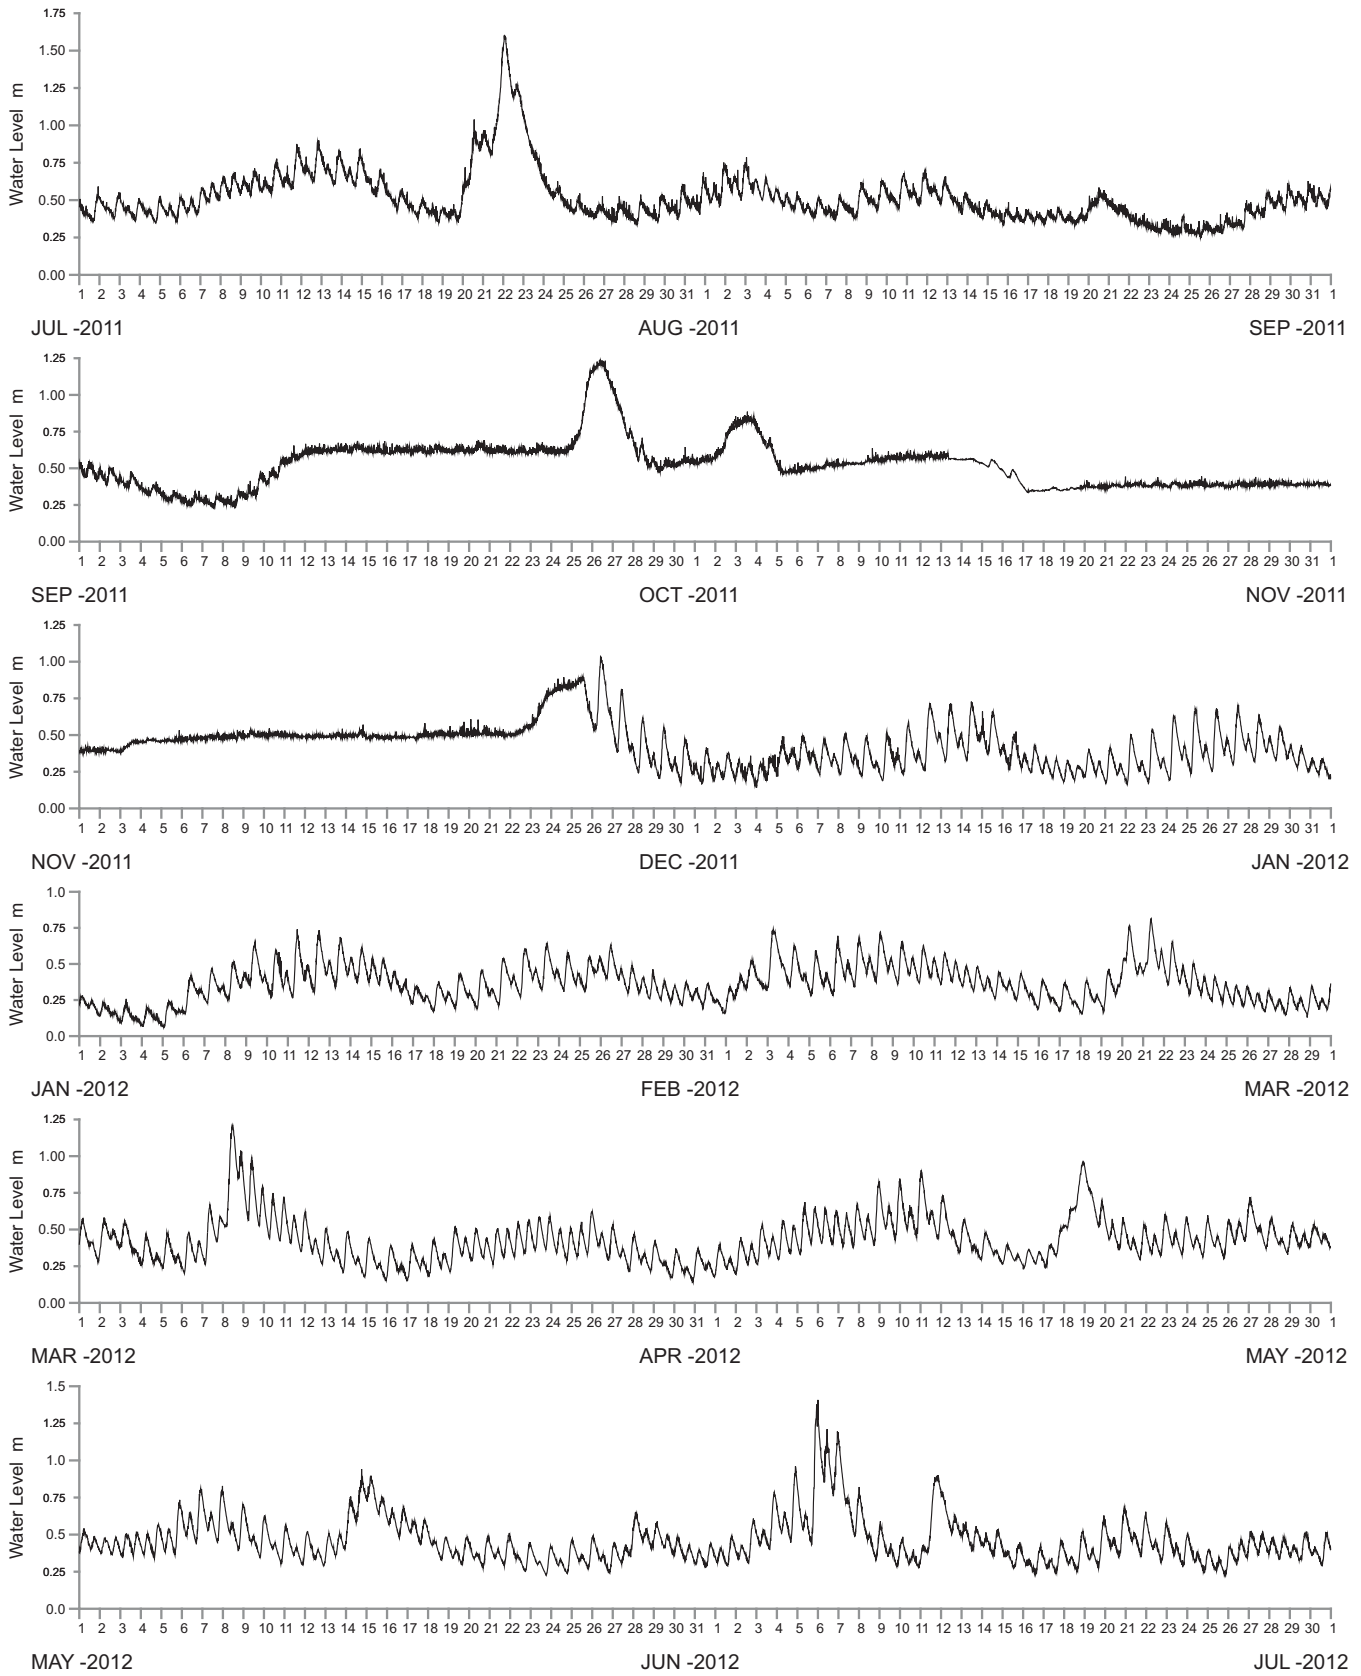 1.75
1.50
1.25
1.00
0.75
0.50
0.25
0.00
Water Level m
1 2 3 4 5 6 7 8 9 10 11 12 13 14 15 16 17 18 19 20 21 22 23 24 25 26 27 28 29 30 31 1 2 3 4 5 6 7 8 9 10 11 12 13 14 15 16 17 18 19 20 21 22 23 24 25 26 27 28 29 30 31 1
JUL -2011 AUG -2011 SEP -2011
1.25
1.00
0.75
0.50
0.25
0.00
Water Level m
1 2 3 4 5 6 7 8 9 10 11 12 13 14 15 16 17 18 19 20 21 22 23 24 25 26 27 28 29 30 1 2 3 4 5 6 7 8 9 10 11 12 13 14 15 16 17 18 19 20 21 22 23 24 25 26 27 28 29 30 31 1
SEP -2011 OCT -2011 NOV -2011
1.25
1.00
0.75
0.50
0.25
0.00
Water Level m
1 2 3 4 5 6 7 8 9 10 11 12 13 14 15 16 17 18 19 20 21 22 23 24 25 26 27 28 29 30 1 2 3 4 5 6 7 8 9 10 11 12 13 14 15 16 17 18 19 20 21 22 23 24 25 26 27 28 29 30 31 1
NOV -2011 DEC -2011 JAN -2012
1.0
0.75
0.5
0.25
0.0
Water Level m
1 2 3 4 5 6 7 8 9 10 11 12 13 14 15 16 17 18 19 20 21 22 23 24 25 26 27 28 29 30 31 1 2 3 4 5 6 7 8 9 10 11 12 13 14 15 16 17 18 19 20 21 22 23 24 25 26 27 28 29 1
JAN -2012 FEB -2012 MAR -2012
1.25
1.00
0.75
0.50
0.25
0.00
Water Level m
1 2 3 4 5 6 7 8 9 10 11 12 13 14 15 16 17 18 19 20 21 22 23 24 25 26 27 28 29 30 31 1 2 3 4 5 6 7 8 9 10 11 12 13 14 15 16 17 18 19 20 21 22 23 24 25 26 27 28 29 30 1
MAR -2012 APR -2012 MAY -2012
1.5
1.25
1.0
0.75
0.5
0.25
0.0
Water Level m
1 2 3 4 5 6 7 8 9 10 11 12 13 14 15 16 17 18 19 20 21 22 23 24 25 26 27 28 29 30 31 1 2 3 4 5 6 7 8 9 10 11 12 13 14 15 16 17 18 19 20 21 22 23 24 25 26 27 28 29 30 1
MAY -2012 JUN -2012 JUL -2012